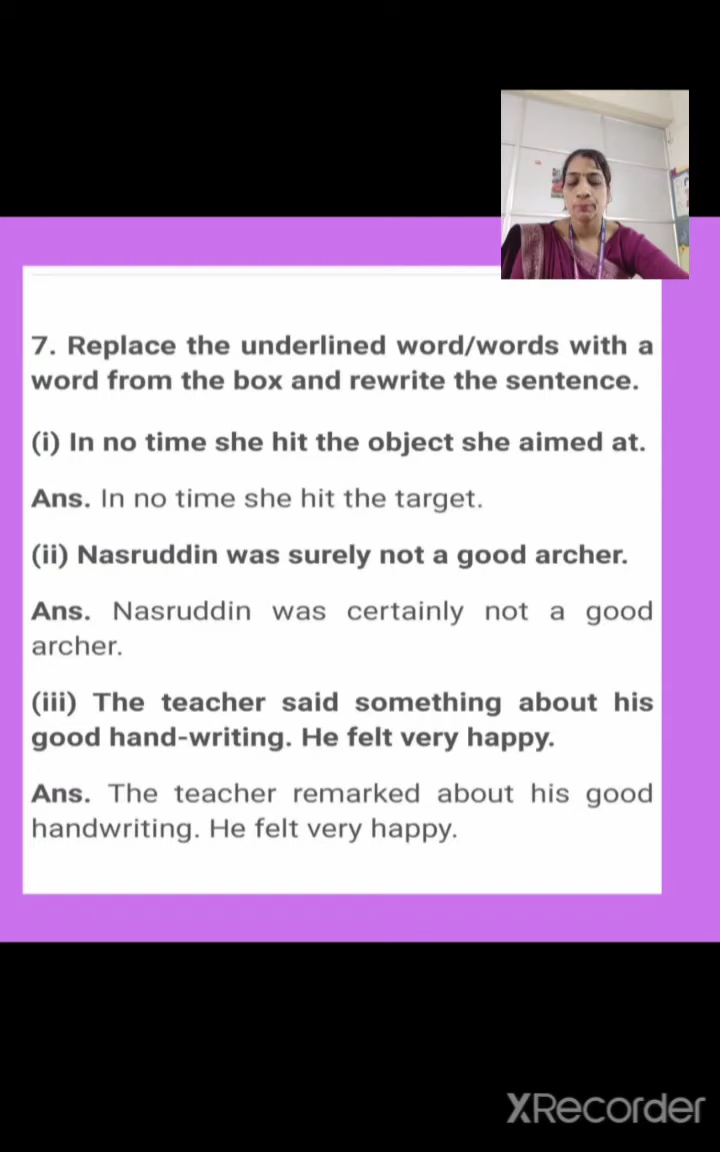 7. Replace the underlined word/words with a
word from the box and rewrite the sentence.
(i) In no time she hit the object she aimed at.
Ans. In no time she hit the target.
(ii) Nasruddin was surely not a good archer.
Ans. Nasruddin was certainly not a good
archer.
(iii) The teacher said something about his
good hand-writing. He felt very happy.
Ans. The teacher remarked about his good
handwriting. He felt very happy.
XRecorder